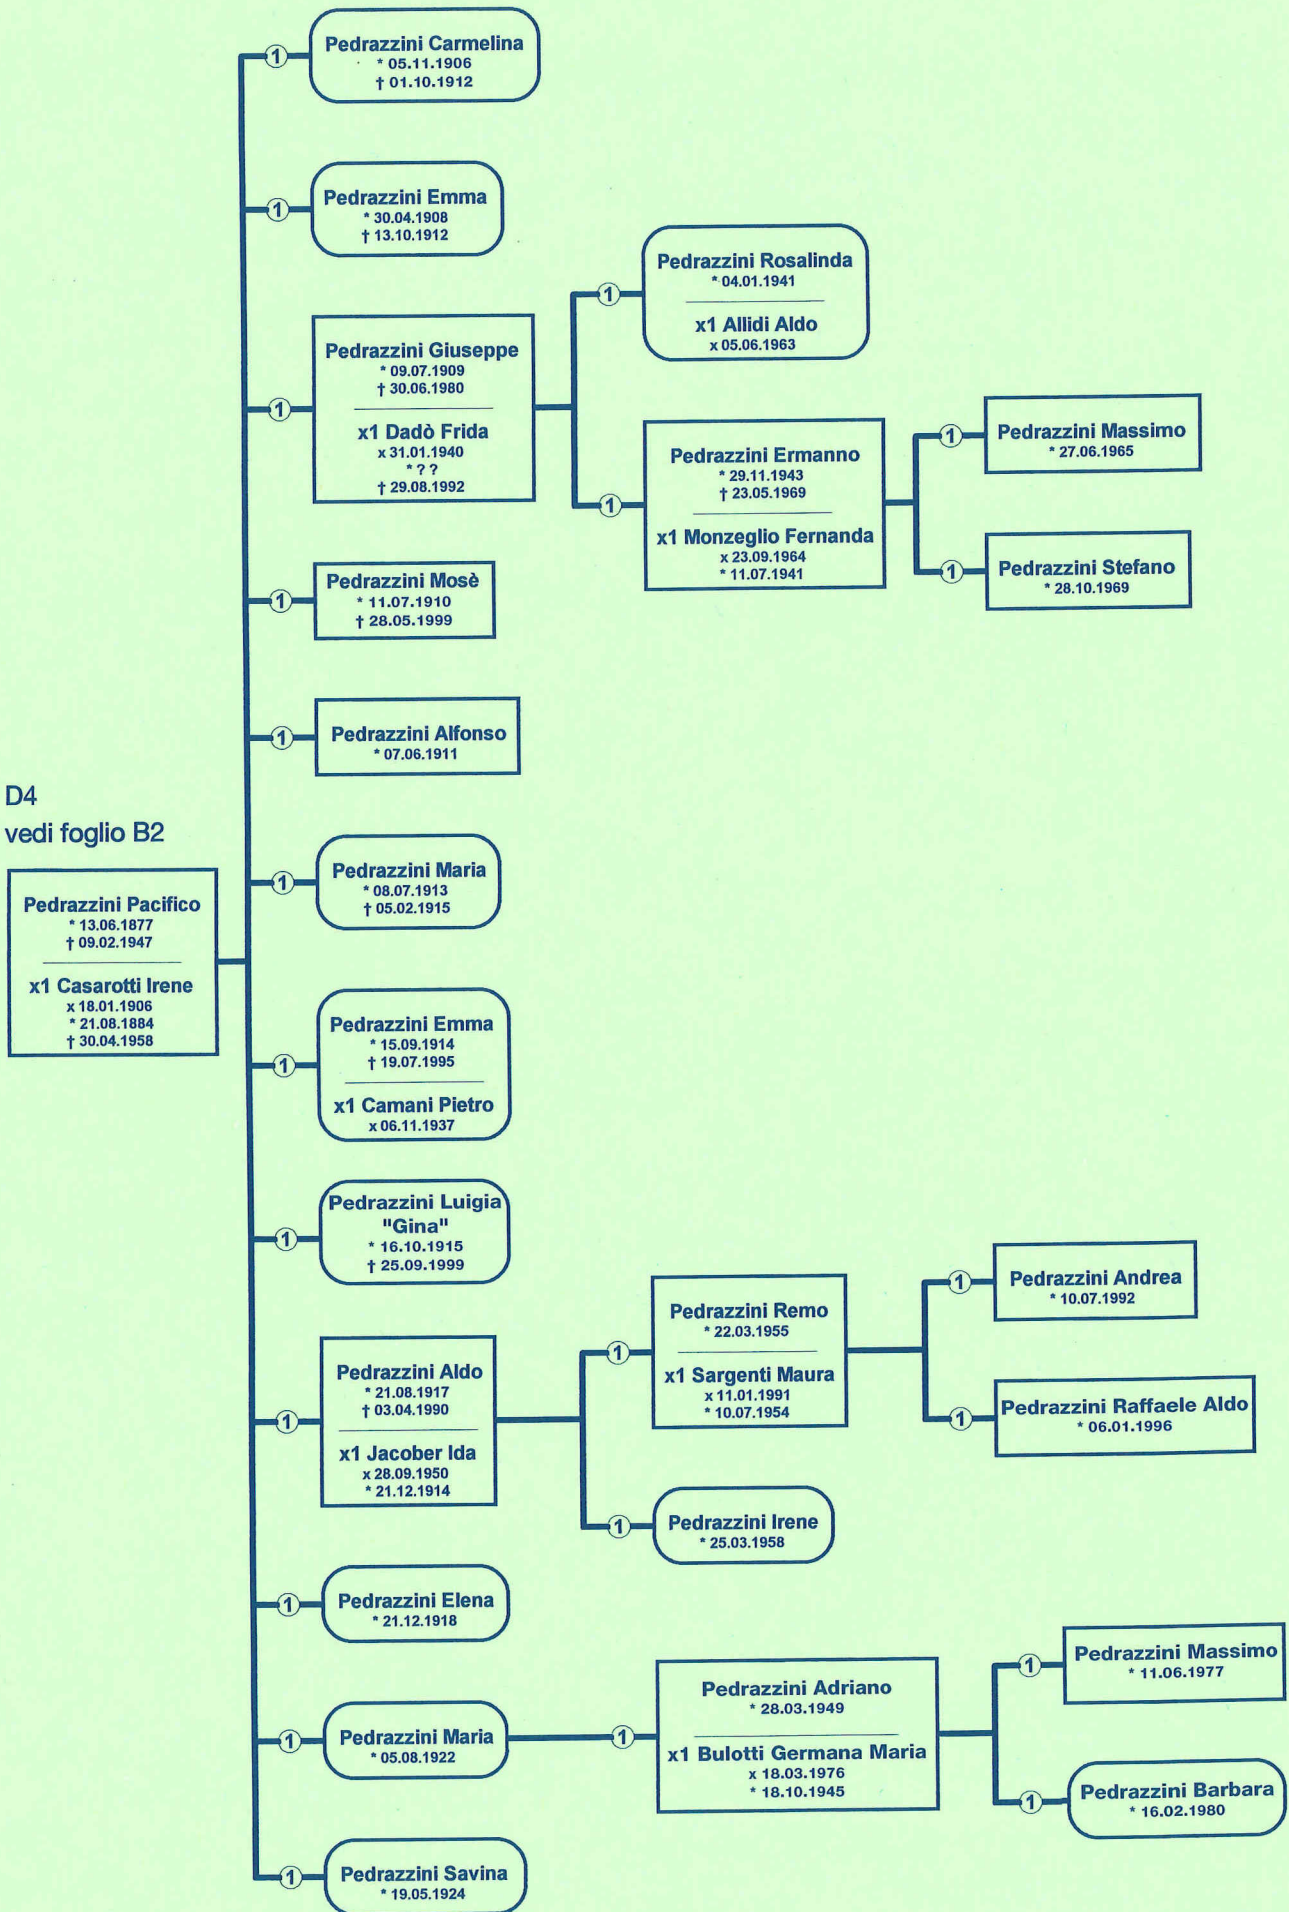 D4
vedi foglio B2
Pedrazzini Pacifico
* 13.06.1877
† 09.02.1947
x1 Casarotti Irene
x 18.01.1906
* 21.08.1884
† 30.04.1958
1
Pedrazzini Carmelina
* 05.11.1906
† 01.10.1912
1
Pedrazzini Emma
* 30.04.1908
† 13.10.1912
1
Pedrazzini Giuseppe
* 09.07.1909
† 30.06.1980
x1 Dadò Frida
x 31.01.1940
* ? ?
† 29.08.1992
1
Pedrazzini Rosalinda
* 04.01.1941
x1 Allidi Aldo
x 05.06.1963
1
Pedrazzini Ermanno
* 29.11.1943
† 23.05.1969
x1 Monzeglio Fernanda
x 23.09.1964
* 11.07.1941
1
Pedrazzini Massimo
* 27.06.1965
1
Pedrazzini Stefano
* 28.10.1969
1
Pedrazzini Mosè
* 11.07.1910
† 28.05.1999
1
Pedrazzini Alfonso
* 07.06.1911
1
Pedrazzini Maria
* 08.07.1913
† 05.02.1915
1
Pedrazzini Emma
* 15.09.1914
† 19.07.1995
x1 Camani Pietro
x 06.11.1937
1
Pedrazzini Luigia
"Gina"
* 16.10.1915
† 25.09.1999
1
Pedrazzini Aldo
* 21.08.1917
† 03.04.1990
x1 Jacober Ida
x 28.09.1950
* 21.12.1914
1
Pedrazzini Remo
* 22.03.1955
x1 Sargenti Maura
x 11.01.1991
* 10.07.1954
1
Pedrazzini Andrea
* 10.07.1992
1
Pedrazzini Raffaele Aldo
* 06.01.1996
1
Pedrazzini Irene
* 25.03.1958
1
Pedrazzini Elena
* 21.12.1918
1
Pedrazzini Maria
* 05.08.1922
1
Pedrazzini Adriano
* 28.03.1949
x1 Bulotti Germana Maria
x 18.03.1976
* 18.10.1945
1
Pedrazzini Massimo
* 11.06.1977
1
Pedrazzini Barbara
* 16.02.1980
1
Pedrazzini Savina
* 19.05.1924